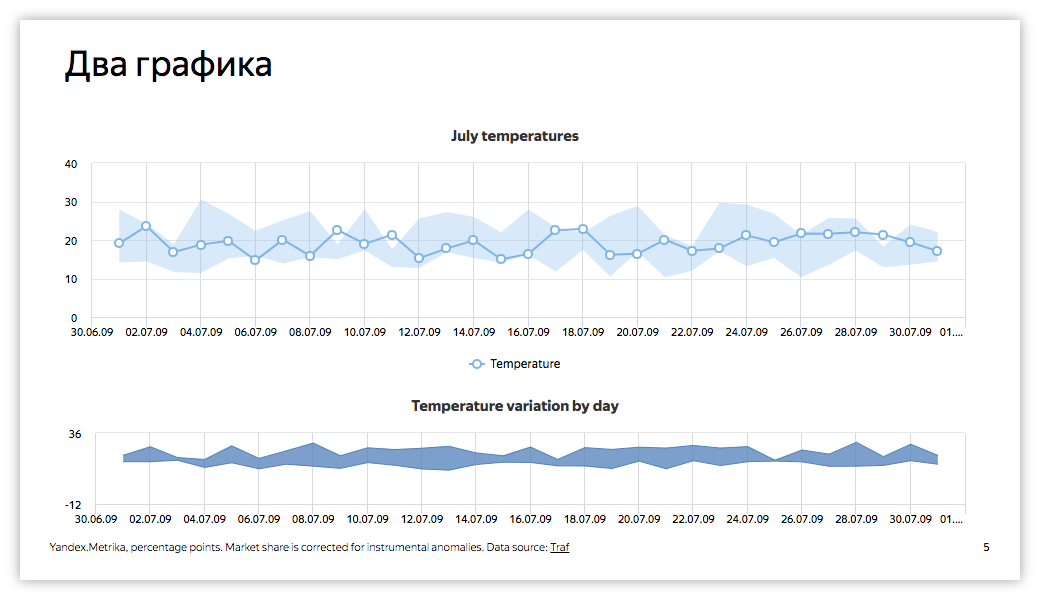 Два графика
July temperatures
40
30
20
10
0
30.06.09 02.07.09 04.07.09 06.07.09 08.07.09 10.07.09 12.07.09 14.07.09 16.07.09 18.07.09 20.07.09 22.07.09 24.07.09 26.07.09 28.07.09 30.07.09 01....
Temperature
Temperature variation by day
36
-12
30.06.09 02.07.09 04.07.09 06.07.09 08.07.09 10.07.09 12.07.09 14.07.09 16.07.09 18.07.09 20.07.09 22.07.09 24.07.09 26.07.09 28.07.09 30.07.09 01....
Yandex.Metrika, percentage points. Market share is corrected for instrumental anomalies. Data source: Traf 5